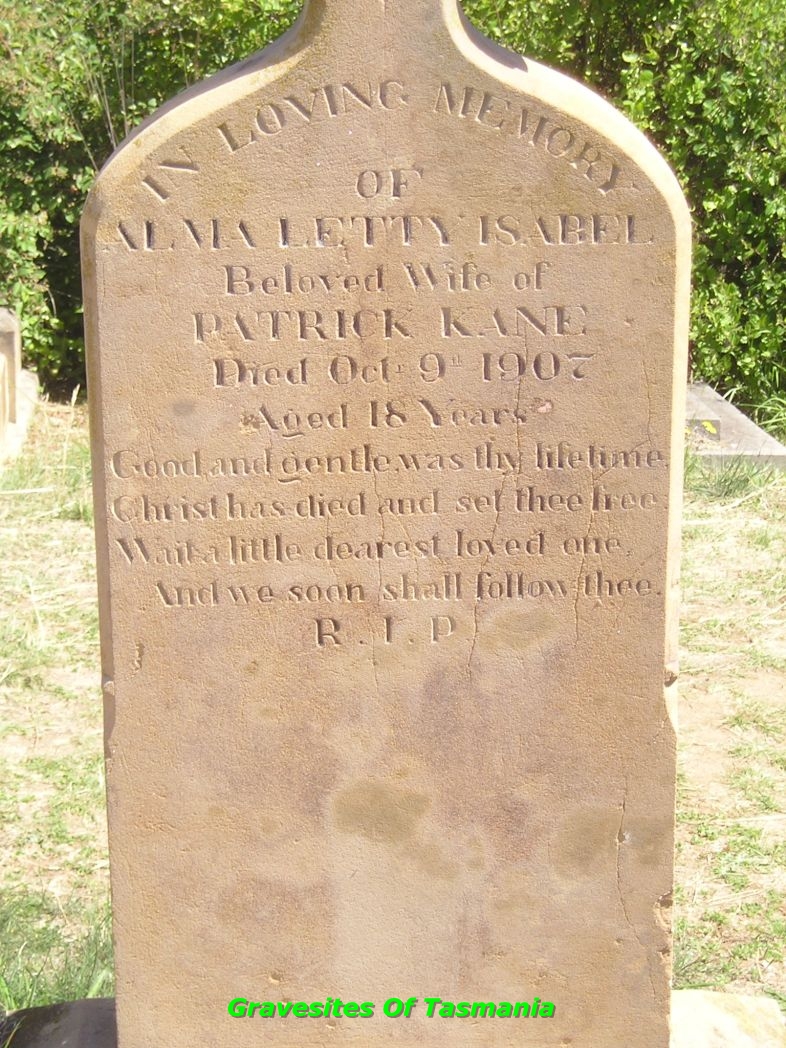 IN LOVING MEMORY
OF
ALMA LETTY ISABEL
Beloved Wife of
PATRICK KANE
Died Octr 9th 1907
Aged 18 Years
Good, and gentle, was thy lifetime,
Christ has died and set thee free.
Wait a little dearest loved one,
And we soon shall follow thee.
R.I.P
Gravesites Of Tasmania